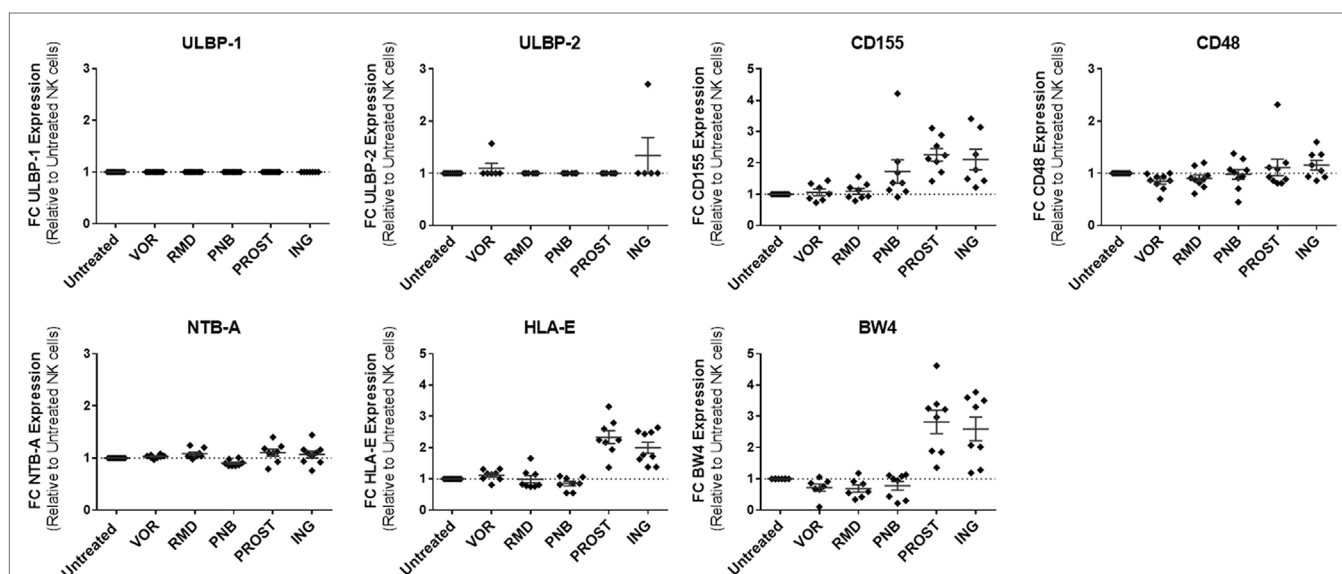 ULBP-1
FC ULBP-1 Expression
(Relative to Untreated NK cells)
3
2
1
0
Untreated
VOR
RMD
PNB
PROST
ING
ULBP-2
FC ULBP-2 Expression
(Relative to Untreated NK cells)
3
2
1
0
Untreated
VOR
RMD
PNB
PROST
ING
CD155
FC CD155 Expression
(Relative to Untreated NK cells)
5
4
3
2
1
0
Untreated
VOR
RMD
PNB
PROST
ING
CD48
FC CD48 Expression
(Relative to Untreated NK cells)
3
2
1
0
Untreated
VOR
RMD
PNB
PROST
ING
NTB-A
FC NTB-A Expression
(Relative to Untreated NK cells)
3
2
1
0
Untreated
VOR
RMD
PNB
PROST
ING
HLA-E
FC HLA-E Expression
(Relative to Untreated NK cells)
5
4
3
2
1
0
Untreated
VOR
RMD
PNB
PROST
ING
BW4
FC BW4 Expression
(Relative to Untreated NK cells)
5
4
3
2
1
0
Untreated
VOR
RMD
PNB
PROST
ING